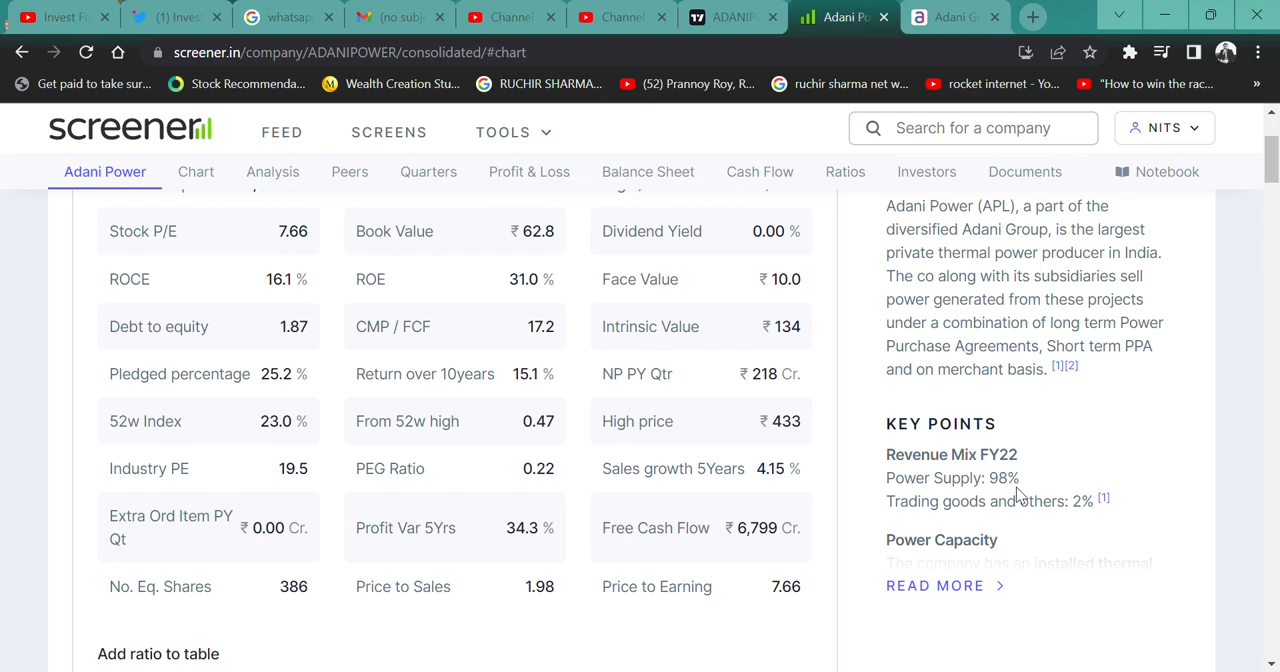 Invest Fo
(1) Invest
whatsap
(no subje
Channel
Channel
ADANIPO
Adani Po
Adani G
screener.in/company/ADANIPOWER/consolidated/#chart
Get paid to take sur...
Stock Recommenda...
Wealth Creation Stu...
RUCHIR SHARMA...
(52) Prannoy Roy, R...
ruchir sharma net w...
rocket internet - Yo...
"How to win the rac...
»
screener
FEED
SCREENS
TOOLS
Search for a company
NITS
Adani Power
Chart
Analysis
Peers
Quarters
Profit & Loss
Balance Sheet
Cash Flow
Ratios
Investors
Documents
Notebook
Stock P/E 7.66
Book Value ₹ 62.8
Dividend Yield 0.00 %
ROCE 16.1 %
ROE 31.0 %
Face Value ₹ 10.0
Debt to equity 1.87
CMP / FCF 17.2
Intrinsic Value ₹ 134
Pledged percentage 25.2 %
Return over 10years 15.1 %
NP PY Qtr ₹ 218 Cr.
52w Index 23.0 %
From 52w high 0.47
High price ₹ 433
Industry PE 19.5
PEG Ratio 0.22
Sales growth 5Years 4.15 %
Extra Ord Item PY
Qt ₹ 0.00 Cr.
Profit Var 5Yrs 34.3 %
Free Cash Flow ₹ 6,799 Cr.
No. Eq. Shares 386
Price to Sales 1.98
Price to Earning 7.66
Add ratio to table
Adani Power (APL), a part of the
diversified Adani Group, is the largest
private thermal power producer in India.
The co along with its subsidiaries sell
power generated from these projects
under a combination of long term Power
Purchase Agreements, Short term PPA
and on merchant basis. [1][2]
KEY POINTS
Revenue Mix FY22
Power Supply: 98%
Trading goods and others: 2% [1]
Power Capacity
The company has an installed thermal
READ MORE >